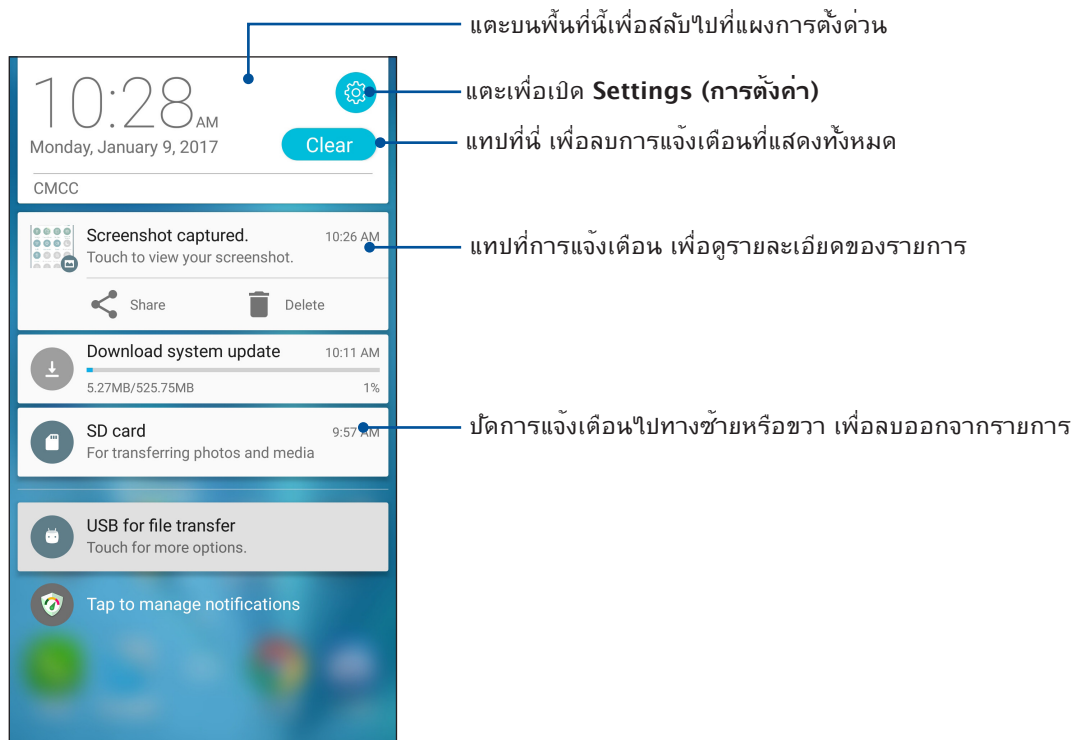 แตะบนพื้นที่นี้เพื่อสลับไปที่แผงการตั้งด่วน
10:28 AM
แตะเพื่อเปิด Settings (การตั้งค่า)
Monday, January 9, 2017
Clear
แทปที่นี่ เพื่อลบการแจ้งเตือนที่แสดงทั้งหมด
CMCC
Screenshot captured. 10:26 AM
Touch to view your screenshot.
แทปที่การแจ้งเตือน เพื่อดูรายละเอียดของรายการ
Share Delete
Download system update 10:11 AM
5.27MB/525.75MB 1%
SD card 9:57 AM
For transferring photos and media
ปัดการแจ้งเตือนไปทางซ้ายหรือขวา เพื่อลบออกจากรายการ
USB for file transfer
Touch for more options.
Tap to manage notifications